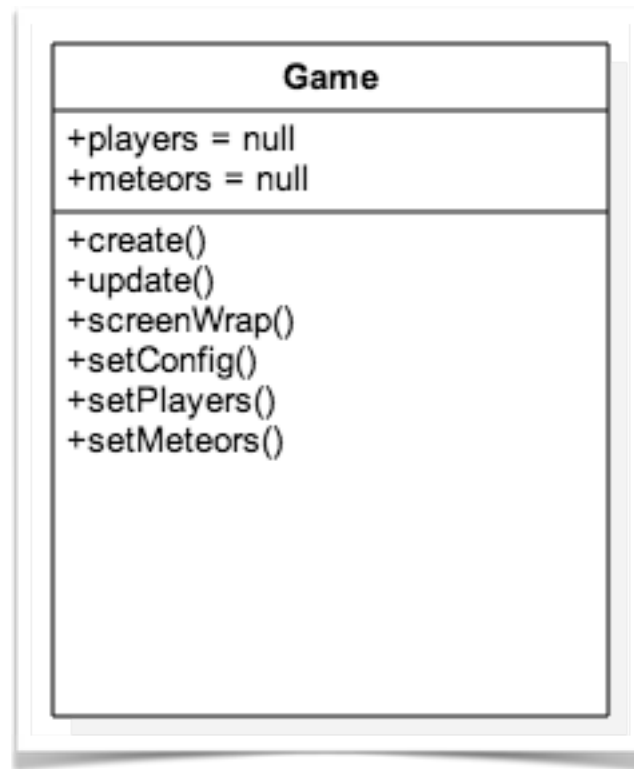 Game
+players = null
+meteors = null
+create()
+update()
+screenWrap()
+setConfig()
+setPlayers()
+setMeteors()